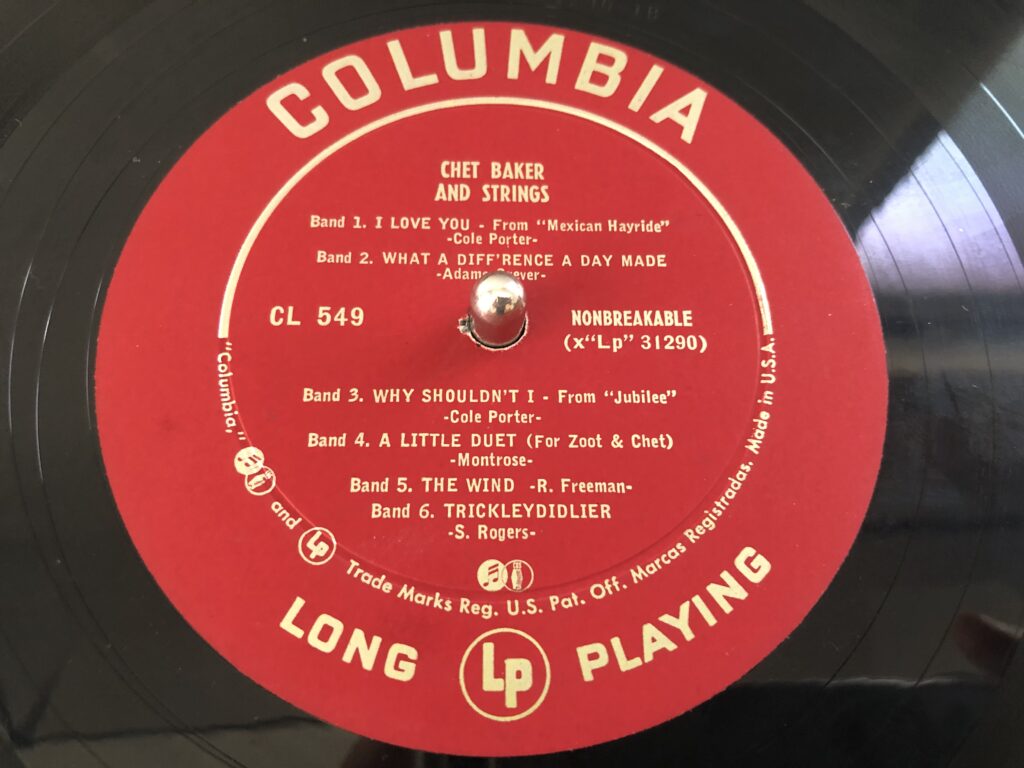 COLUMBIA
CHET BAKER
AND STRINGS
Band 1. I LOVE YOU - From “Mexican Hayride”
-Cole Porter-
Band 2. WHAT A DIFF’RENCE A DAY MADE
-Adams
CL 549
NONBREAKABLE
(x“Lp” 31290)
Band 3. WHY SHOULDN'T I - From “Jubilee”
-Cole Porter-
Band 4. A LITTLE DUET (For Zoot & Chet)
-Montrose-
Band 5. THE WIND -R. Freeman-
Band 6. TRICKLEYDIDLIER
-S. Rogers-
“Columbia,” and LP Trade Marks Reg. U.S. Pat. Off. Marcas Registradas. Made in U.S.A.
LONG LP PLAYING